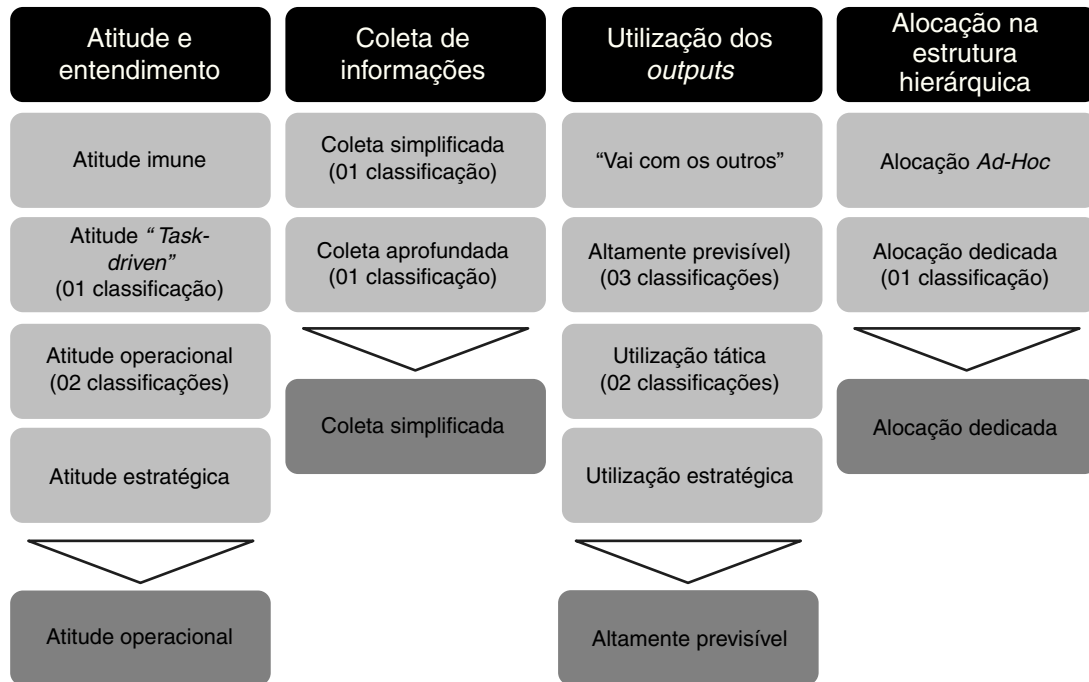 Atitude e
entendimento
Coleta de
informações
Utilização dos
outputs
Alocação na
estrutura
hierárquica
Atitude imune
Coleta simplificada
(01 classificação)
“Vai com os outros”
Alocação Ad-Hoc
Atitude “Task-
driven”
(01 classificação)
Coleta aprofundada
(01 classificação)
Altamente previsível)
(03 classificações)
Alocação dedicada
(01 classificação)
Atitude operacional
(02 classificações)
Utilização tática
(02 classificações)
Coleta simplificada
Alocação dedicada
Atitude estratégica
Utilização estratégica
Atitude operacional
Altamente previsível